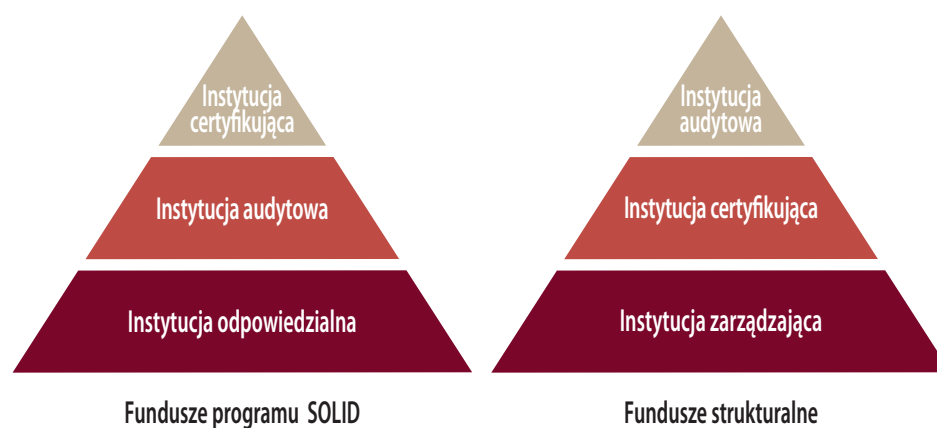 Instytucja
certyfikująca
Instytucja audytowa
Instytucja odpowiedzialna
Fundusze programu SOLID
Instytucja
audytowa
Instytucja certyfikująca
Instytucja zarządzająca
Fundusze strukturalne